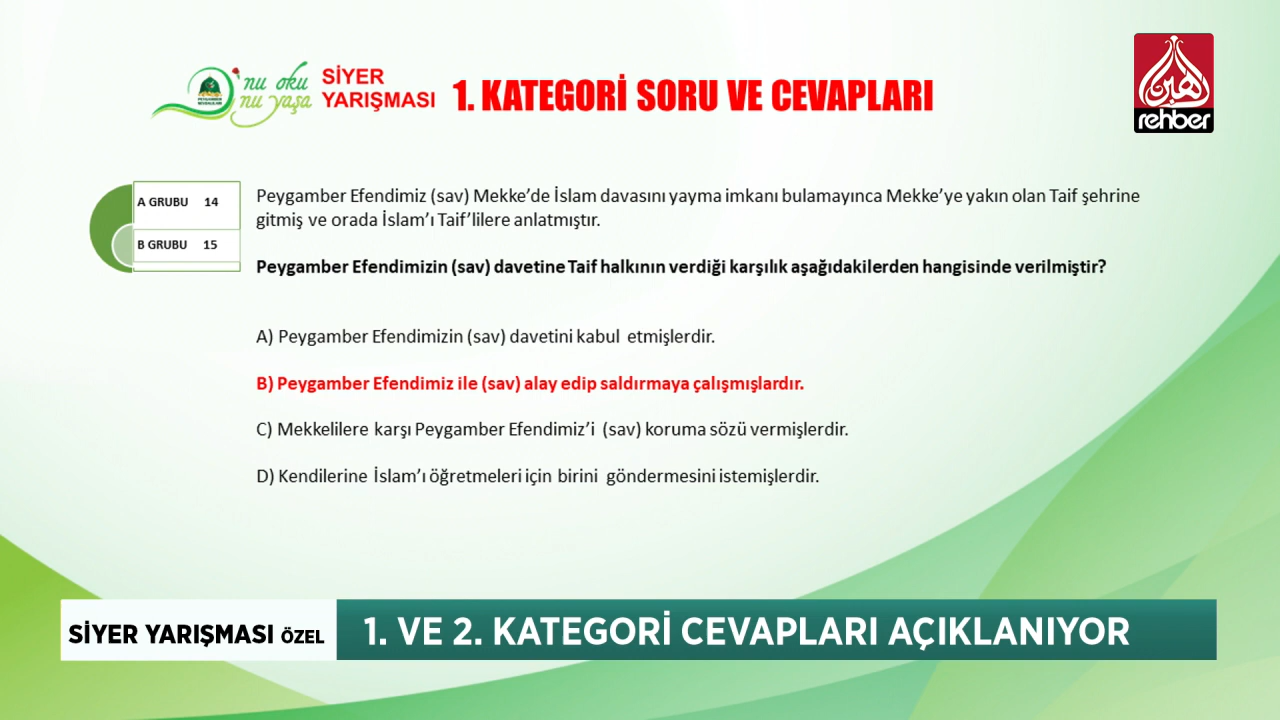 O'nu oku
O'nu yaşa
SİYER
YARIŞMASI
1. KATEGORİ SORU VE CEVAPLARI
rehber
A GRUBU 14
B GRUBU 15
Peygamber Efendimiz (sav) Mekke’de İslam davasını yayma imkanı bulamayınca Mekke’ye yakın olan Taif şehrine
gitmiş ve orada İslam’ı Taif’lilere anlatmıştır.
Peygamber Efendimizin (sav) davetine Taif halkının verdiği karşılık aşağıdakilerden hangisinde verilmiştir?
A) Peygamber Efendimizin (sav) davetini kabul etmişlerdir.
B) Peygamber Efendimiz ile (sav) alay edip saldırmaya çalışmışlardır.
C) Mekkelilere karşı Peygamber Efendimiz’i (sav) koruma sözü vermişlerdir.
D) Kendilerine İslam’ı öğretmeleri için birini göndermesini istemişlerdir.
SİYER YARIŞMASI ÖZEL
1. VE 2. KATEGORİ CEVAPLARI AÇIKLANIYOR